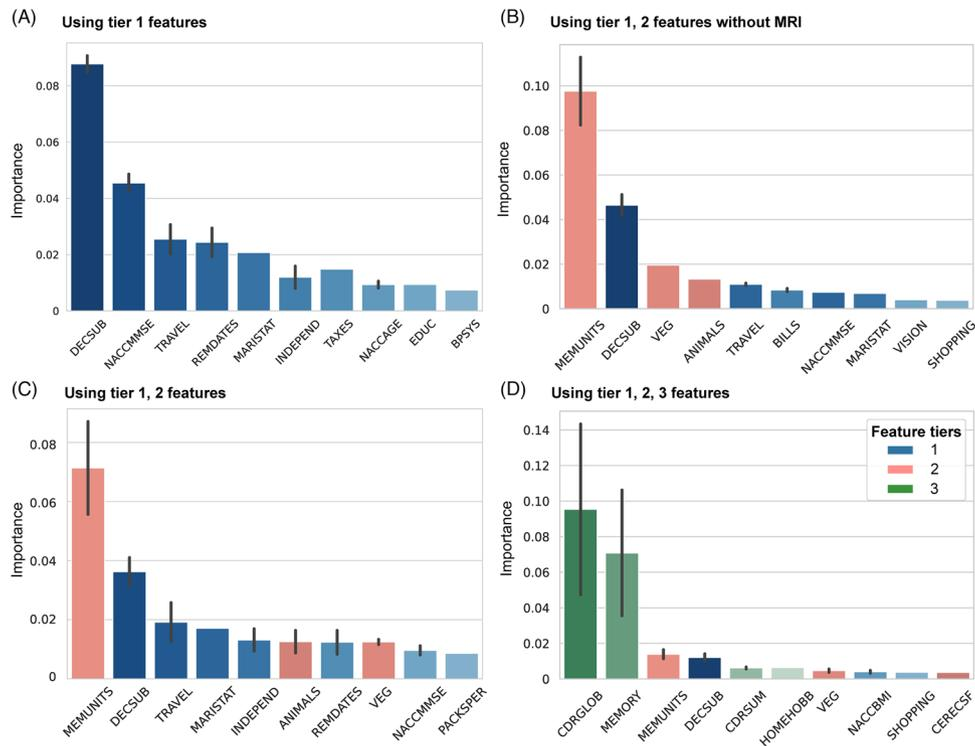 (A) Using tier 1 features
Importance
0.08
0.06
0.04
0.02
0
DECSUB NACCMMSE TRAVEL REMDATES MARISTAT INDEPEND TAXES NACCAGE EDUC BPSYS
(B) Using tier 1, 2 features without MRI
Importance
0.10
0.08
0.06
0.04
0.02
0
MEMUNITS DECSUB VEG ANIMALS TRAVEL BILLS NACCMMSE MARISTAT VISION SHOPPING
(C) Using tier 1, 2 features
Importance
0.08
0.06
0.04
0.02
0
MEMUNITS DECSUB TRAVEL MARISTAT INDEPEND ANIMALS REMDATES VEG NACCMMSE PACKSPER
(D) Using tier 1, 2, 3 features
Importance
0.14
0.12
0.10
0.08
0.06
0.04
0.02
0
Feature tiers
1
2
3
CDRGLOB MEMORY MEMUNITS DECSUB CDRSUM HOMEHOBB VEG NACCBMI SHOPPING CERECSF